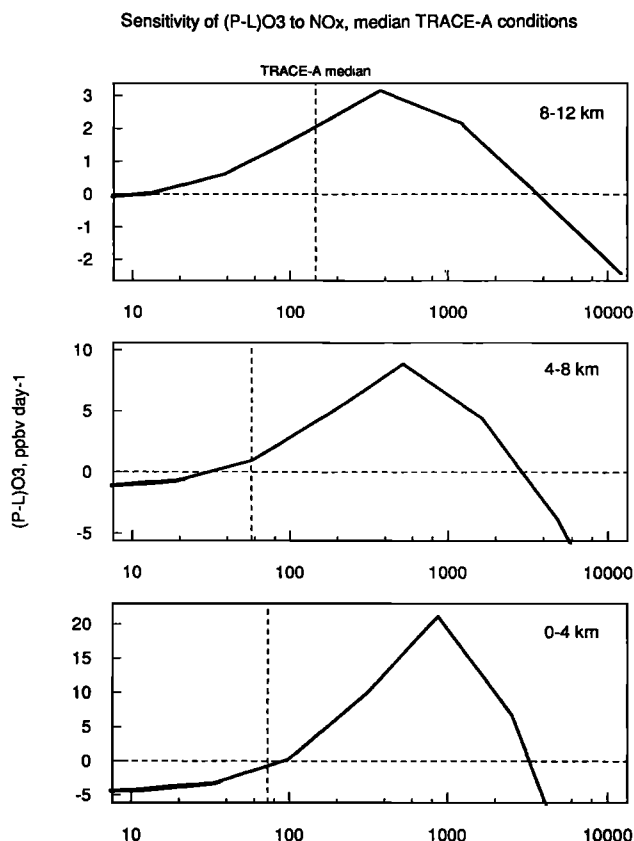 Sensitivity of (P-L)O3 to NOx, median TRACE-A conditions
TRACE-A median
8-12 km
3
2
1
0
-1
-2
10 100 1000 10000
4-8 km
10
5
0
-5
10 100 1000 10000
(P-L)O3, ppbv day-1
0-4 km
20
15
10
5
0
-5
10 100 1000 10000